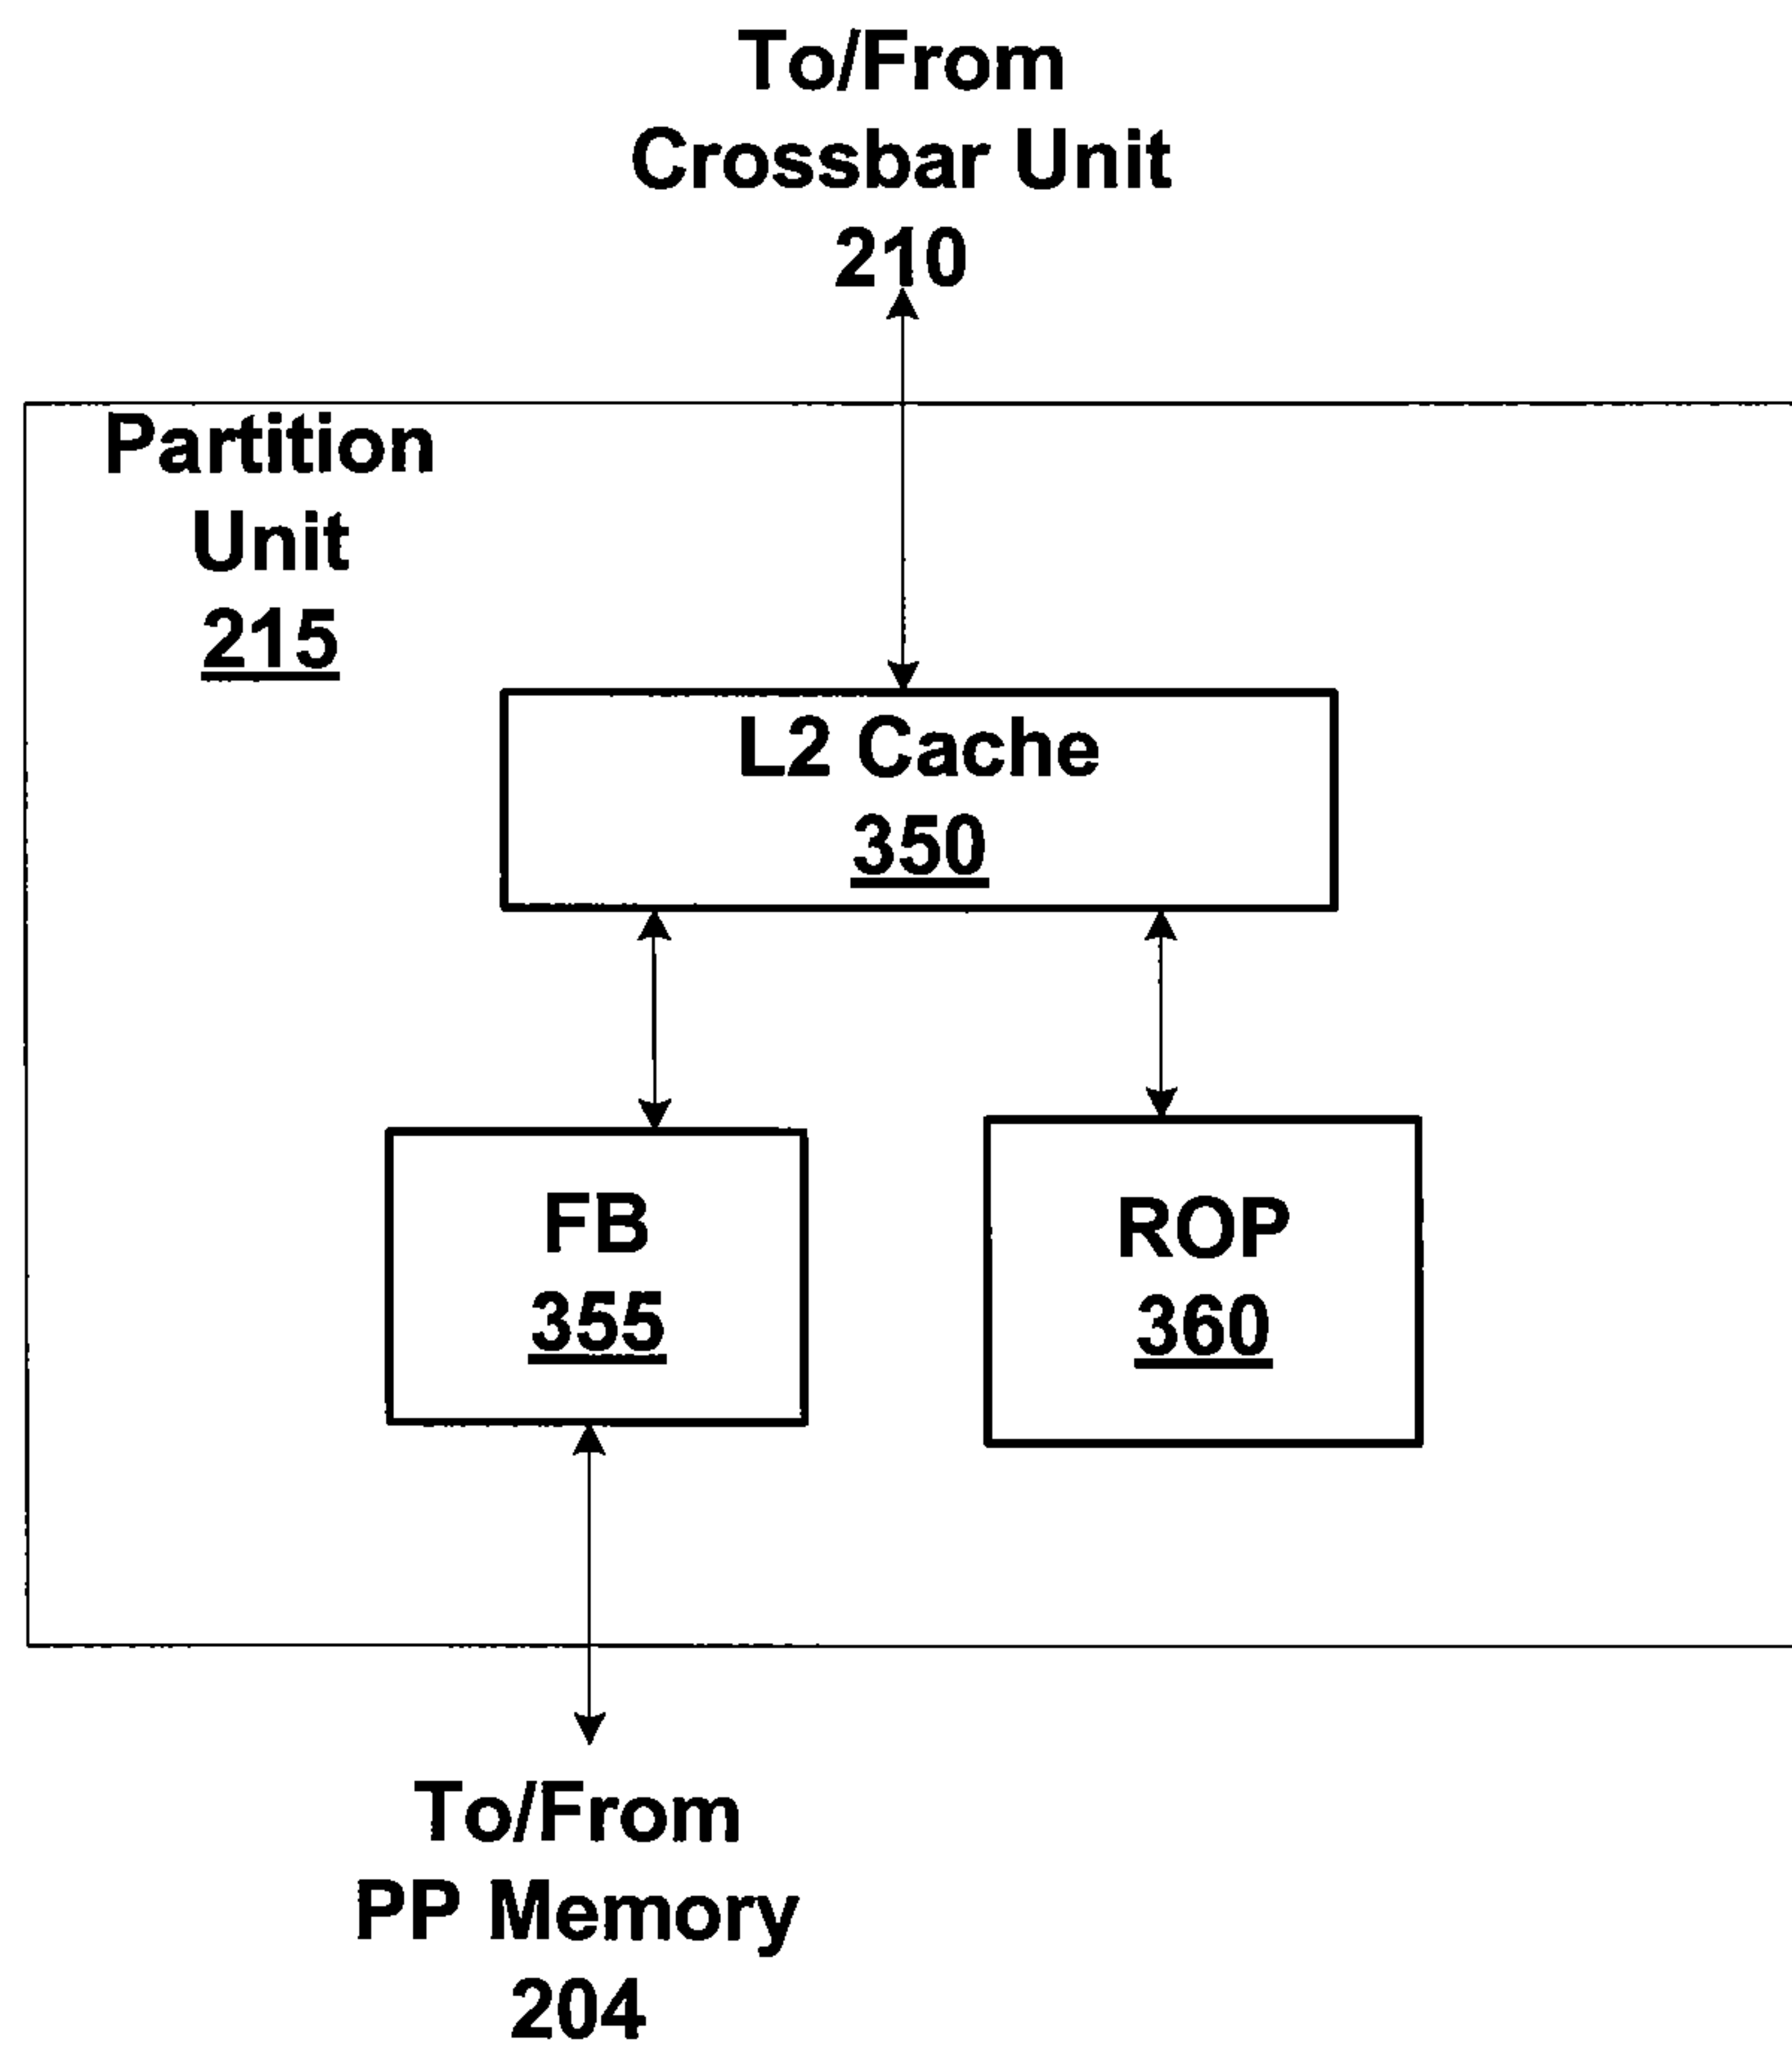 To/From
Crossbar Unit
210
Partition
Unit
215
L2 Cache
350
FB
355
ROP
360
To/From
PP Memory
204